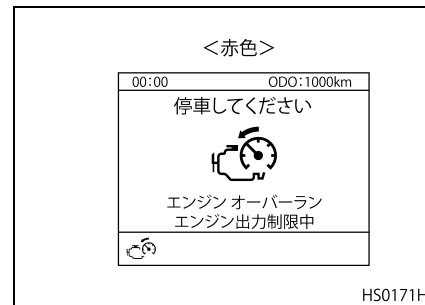 ＜赤色＞
00:00 ODO:1000km
停車してください
エンジン オーバーラン
エンジン出力制限中
HS0171H